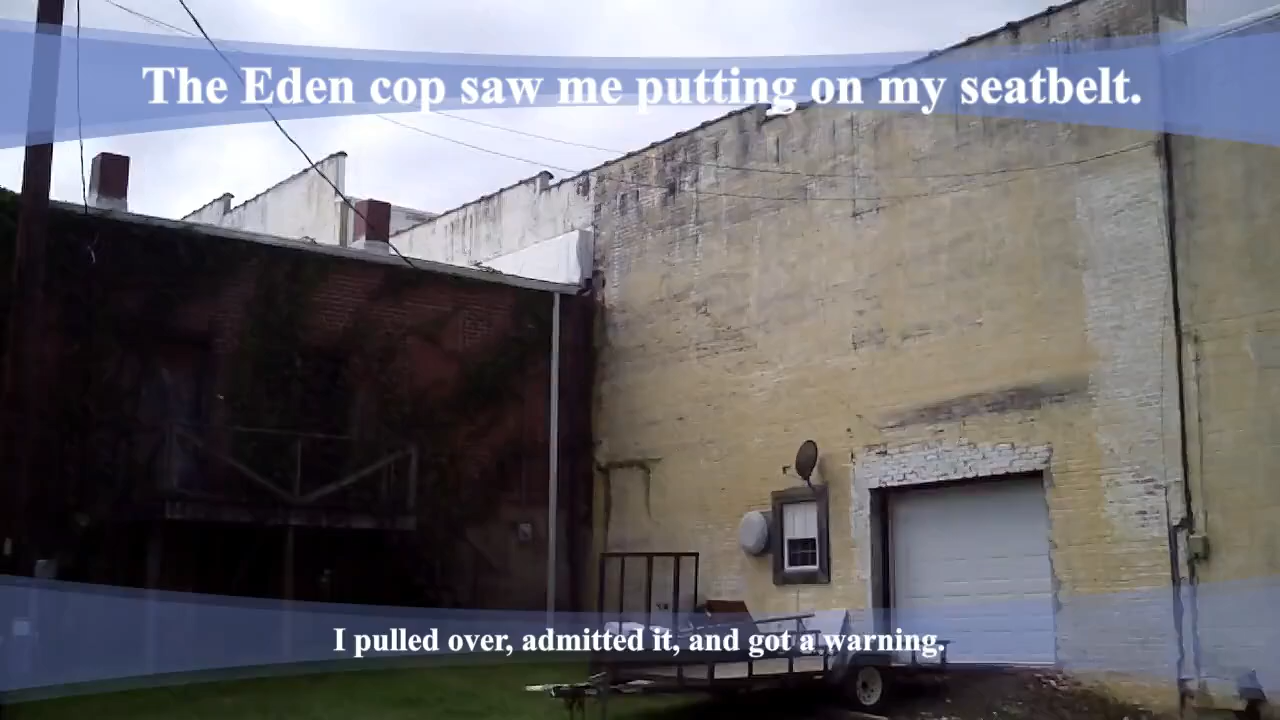 The Eden cop saw me putting on my seatbelt.
I pulled over, admitted it, and got a warning.